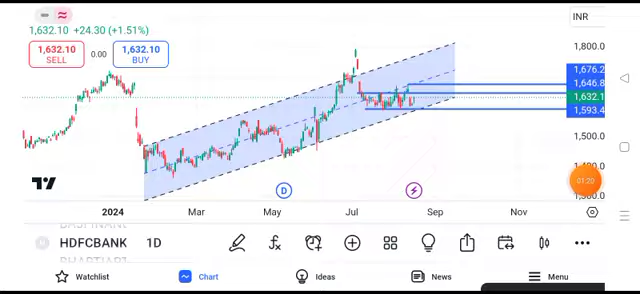 INR
1,632.10 +24.30 (+1.51%)
1,632.10 SELL
0.00
1,632.10 BUY
1,800.0
1,676.2
1,646.8
1,632.1
1,593.4
1,500.0
1,400.0
D
01:20
2024 Mar May Jul Sep Nov
HDFCBANK 1D
Watchlist Chart Ideas News Menu